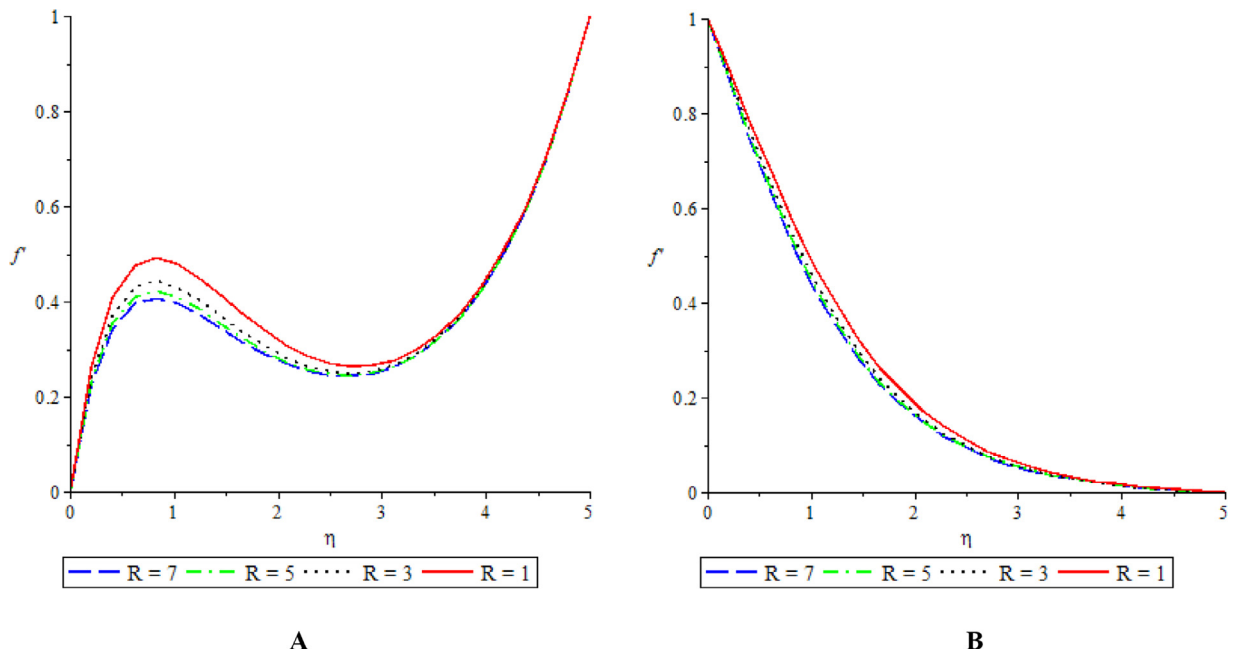 1
0.8
0.6
f'
0.4
0.2
0
0 1 2 3 4 5
η
R = 7 R = 5 R = 3 R = 1
A
1
0.8
0.6
f'
0.4
0.2
0
0 1 2 3 4 5
η
R = 7 R = 5 R = 3 R = 1
B